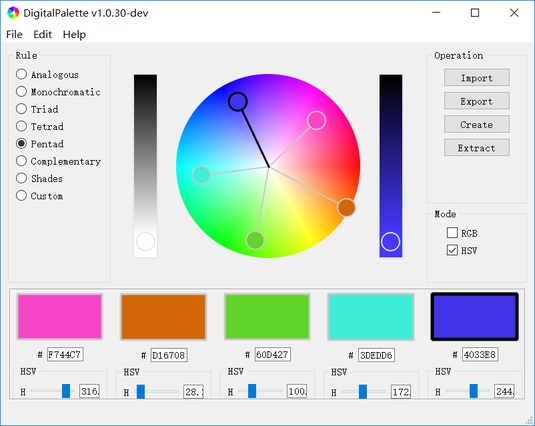 DigitalPalette v1.0.30-dev
File Edit Help
Rule
Analogous
Monochromatic
Triad
Tetrad
Pentad
Complementary
Shades
Custom
Operation
Import
Export
Create
Extract
Mode
RGB
HSV
# F744C7 # D16708 # 60D427 # 3DEDD6 # 4033E8
HSV HSV HSV HSV HSV
H 316. H 28. H 100. H 172. H 244.